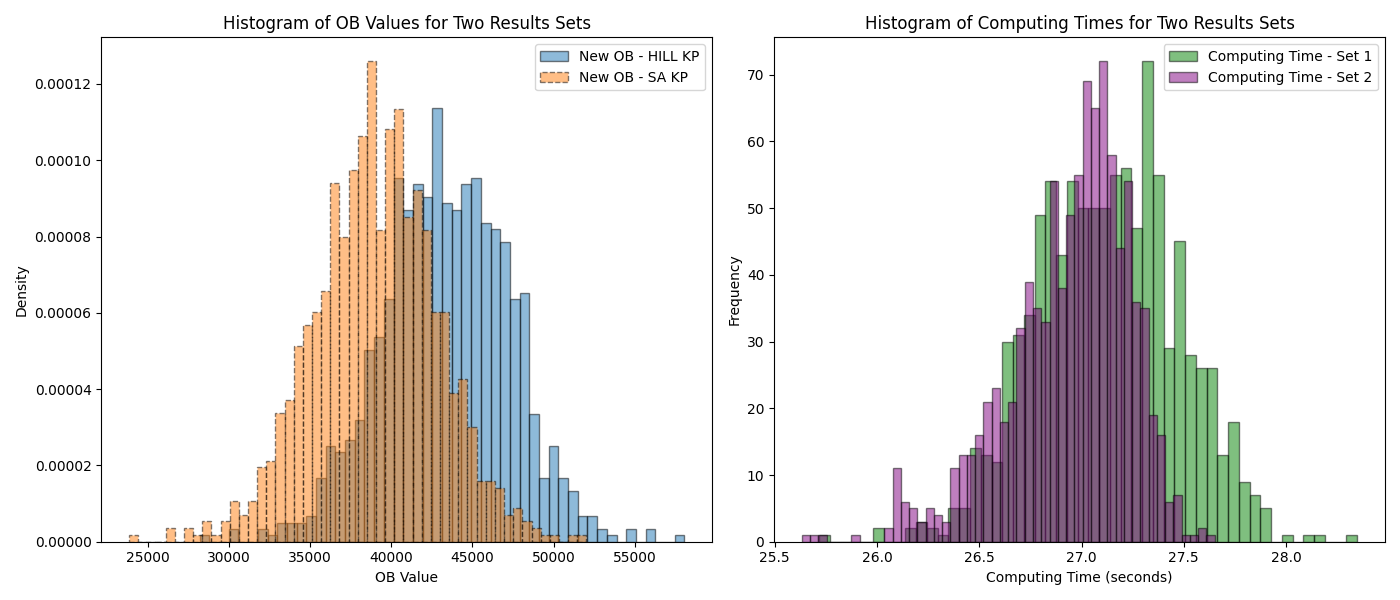 Histogram of OB Values for Two Results Sets
New OB - HILL KP
New OB - SA KP
0.00012
0.00010
0.00008
0.00006
0.00004
0.00002
0.00000
Density
25000 30000 35000 40000 45000 50000 55000
OB Value
Histogram of Computing Times for Two Results Sets
Computing Time - Set 1
Computing Time - Set 2
70
60
50
40
30
20
10
0
Frequency
25.5 26.0 26.5 27.0 27.5 28.0
Computing Time (seconds)